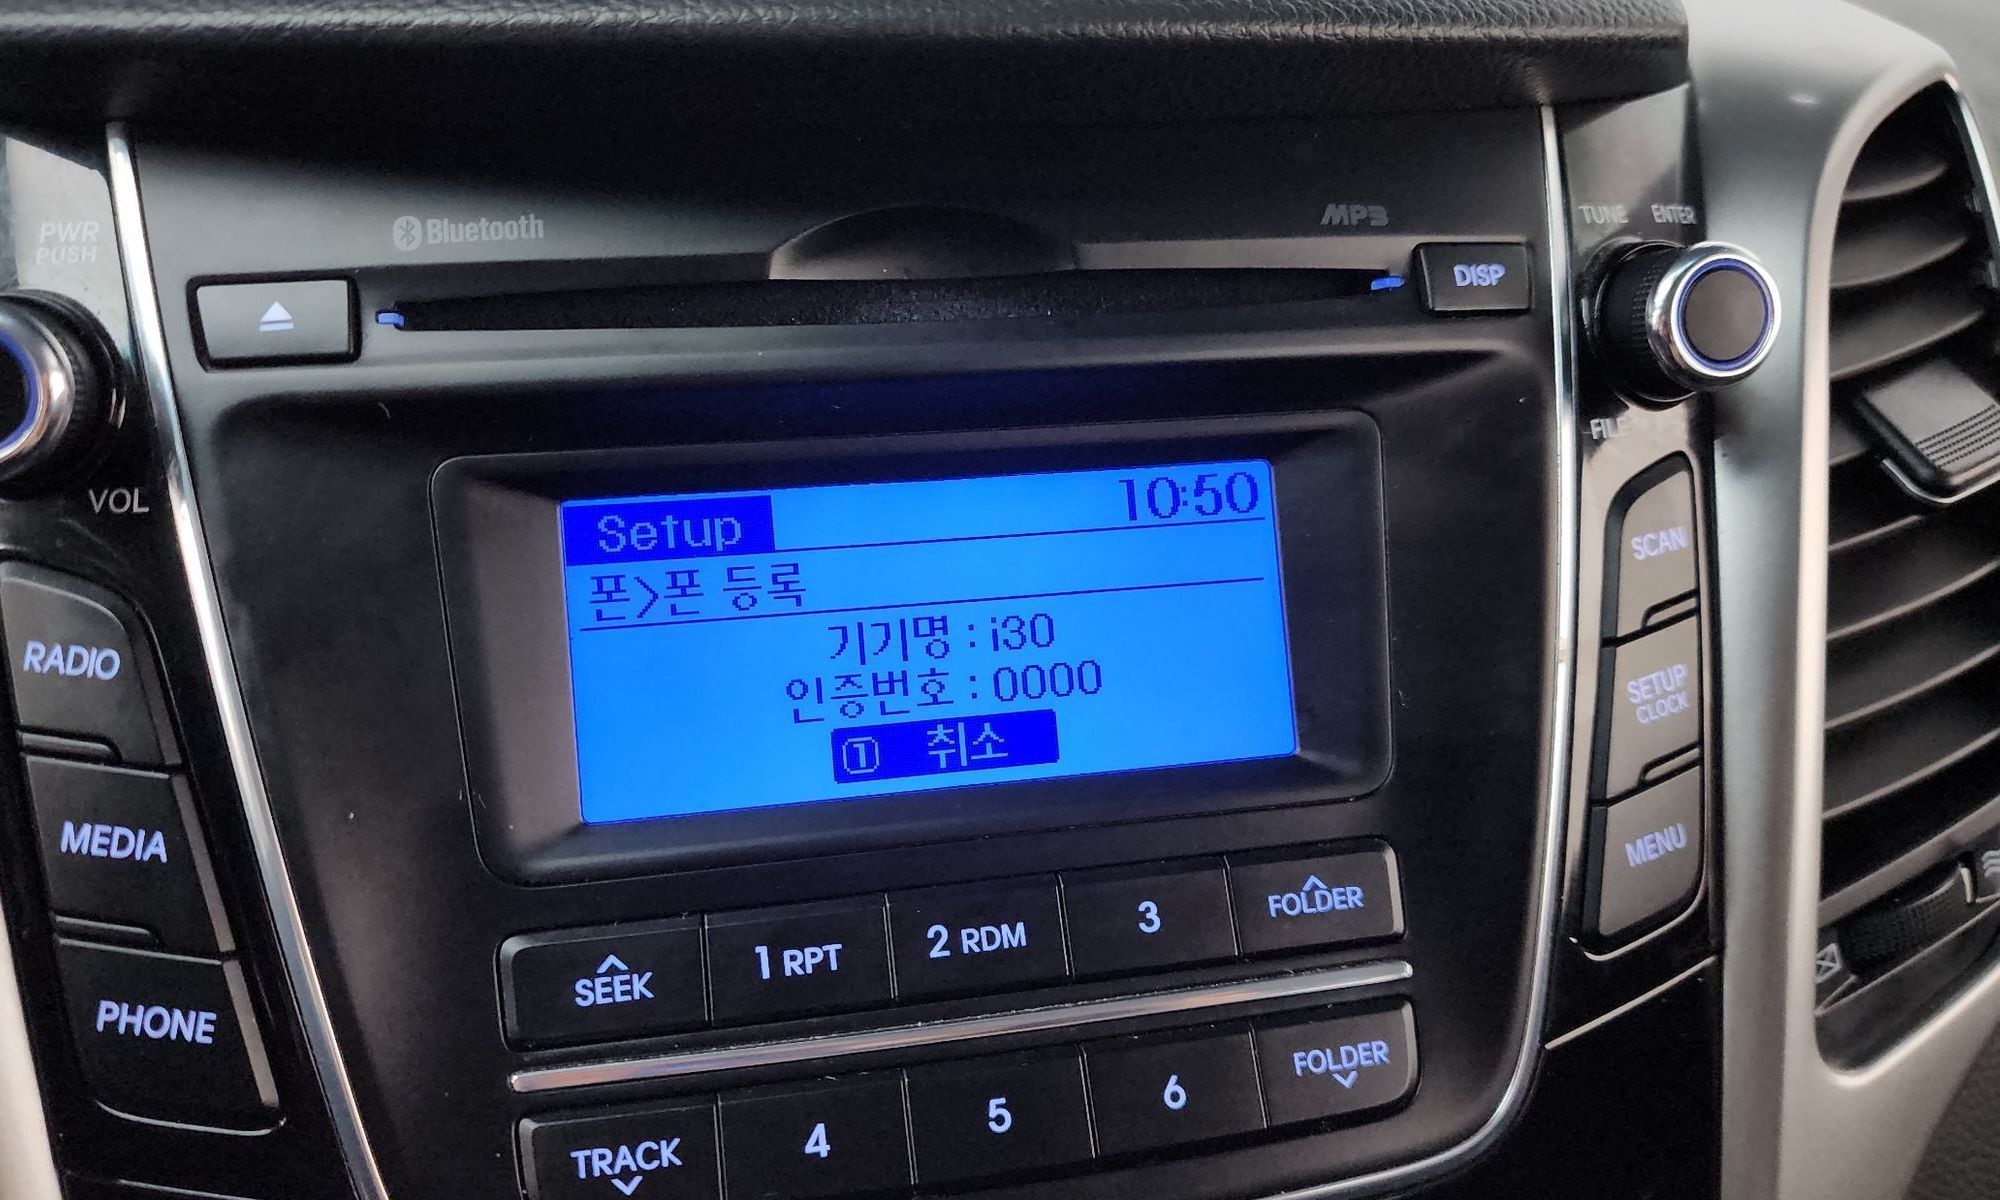 PWR
PUSH
Bluetooth
MP3
TUNE ENTER
DISP
VOL
FILE
Setup 10:50
폰>폰 등록
기기명 : i30
인증번호 : 0000
① 취소
SCAN
SETUP
CLOCK
MENU
RADIO
MEDIA
PHONE
SEEK
1 RPT
2 RDM
3
FOLDER
TRACK
4
5
6
FOLDER